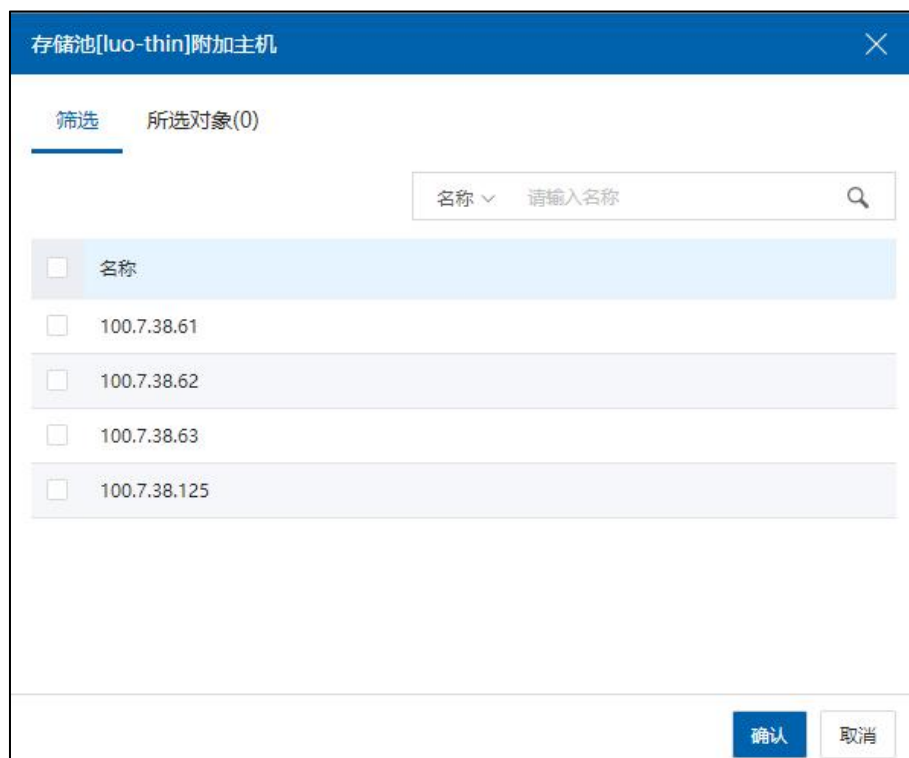 存储池[luo-thin]附加主机
筛选 所选对象(0)
名称 请输入名称
名称
100.7.38.61
100.7.38.62
100.7.38.63
100.7.38.125
确认 取消